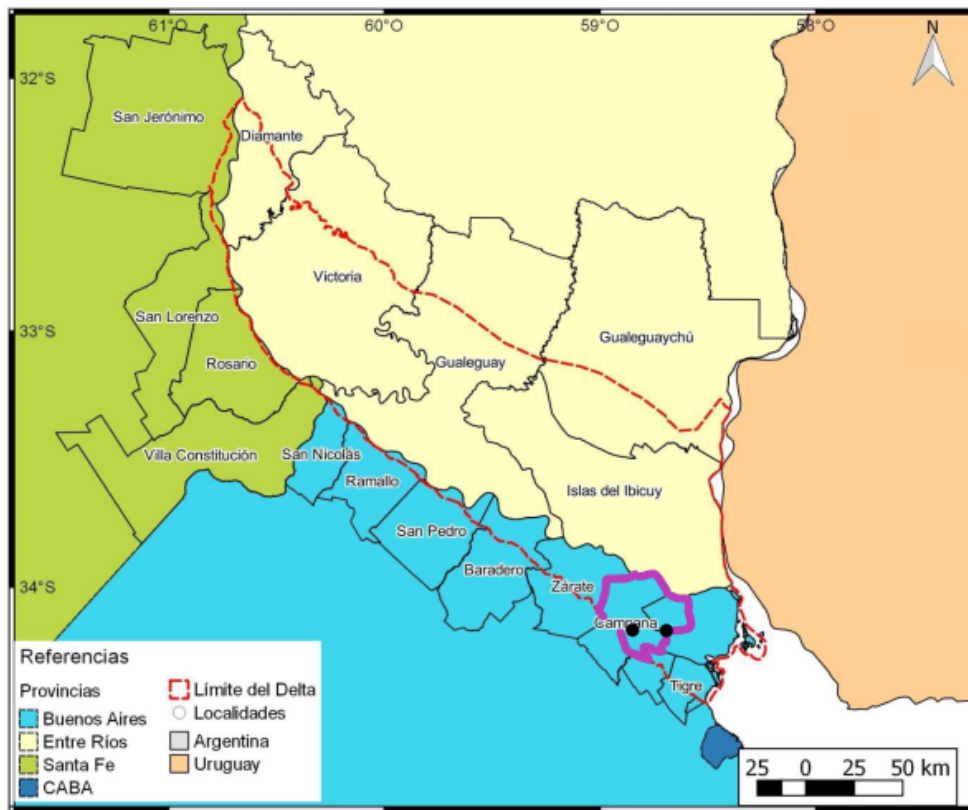 61°O 60°O 59°O 58°O
N
32°S
San Jerónimo
Diamante
Victoria
San Lorenzo
33°S
Gualeguaychú
Rosario
Gualeguay
Villa Constitución
San Nicolás
Ramallo
Islas del Ibicuy
San Pedro
Baradero
34°S
Zárate
Campana
Tigre
Referencias
Provincias
Buenos Aires
Entre Ríos
Santa Fe
CABA
Límite del Delta
Localidades
Argentina
Uruguay
25 0 25 50 km